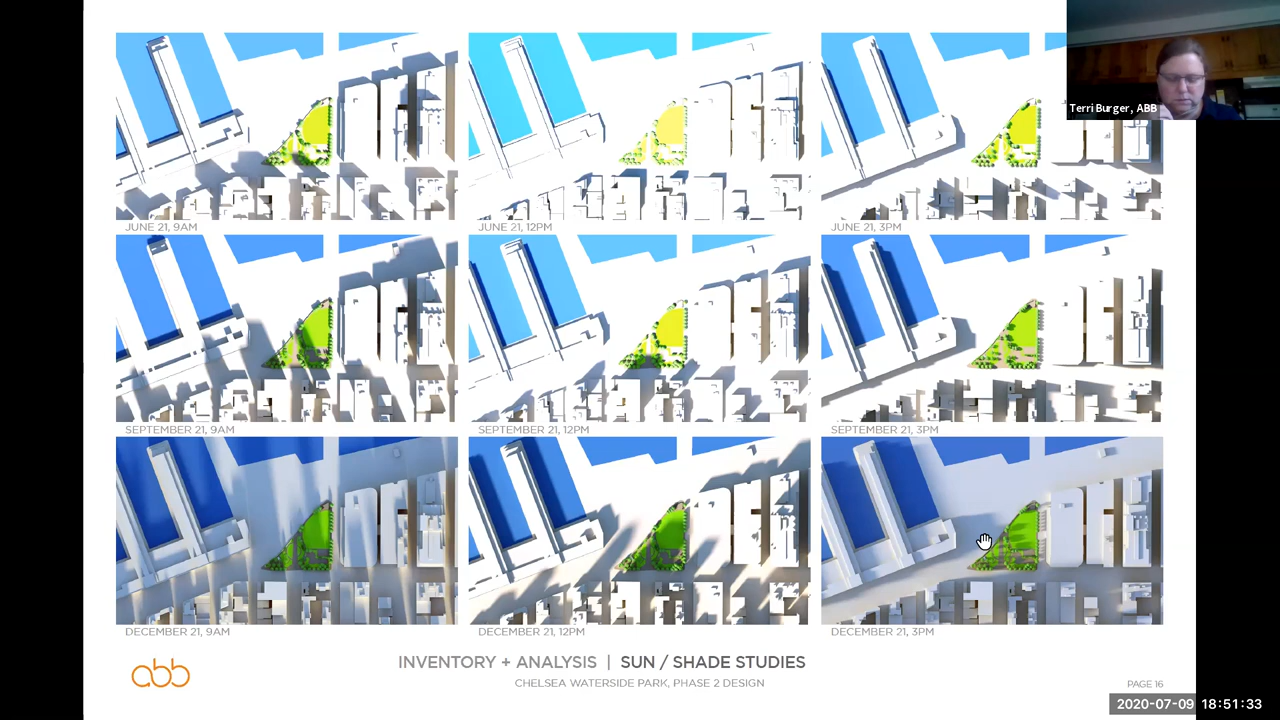 Terri Burger, ABB
JUNE 21, 9AM
JUNE 21, 12PM
JUNE 21, 3PM
SEPTEMBER 21, 9AM
SEPTEMBER 21, 12PM
SEPTEMBER 21, 3PM
DECEMBER 21, 9AM
DECEMBER 21, 12PM
DECEMBER 21, 3PM
abb
INVENTORY + ANALYSIS | SUN / SHADE STUDIES
CHELSEA WATERSIDE PARK, PHASE 2 DESIGN
PAGE 16
2020-07-09 18:51:33